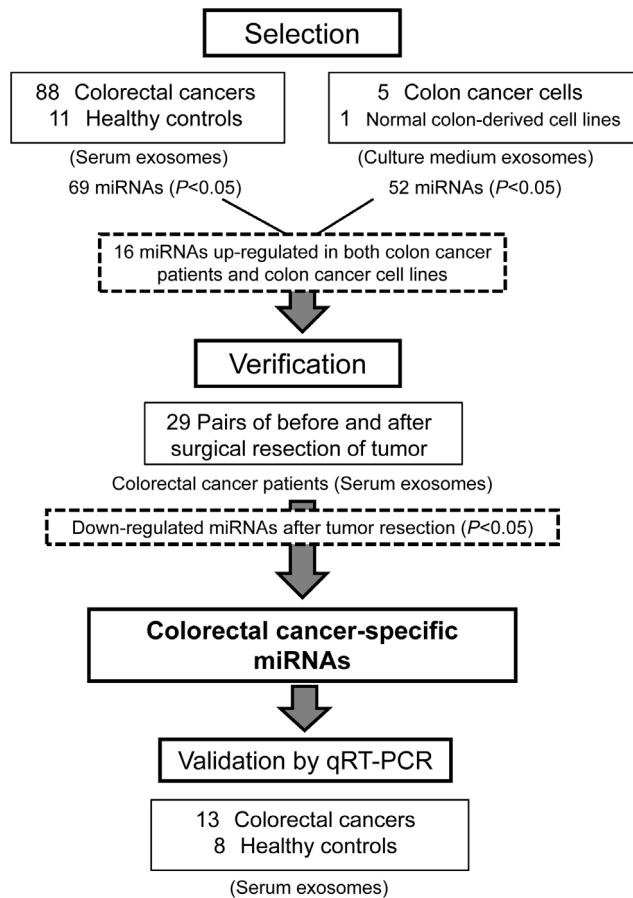 Selection
88 Colorectal cancers
11 Healthy controls
(Serum exosomes)
69 miRNAs (P<0.05)
5 Colon cancer cells
1 Normal colon-derived cell lines
(Culture medium exosomes)
52 miRNAs (P<0.05)
16 miRNAs up-regulated in both colon cancer
patients and colon cancer cell lines
Verification
29 Pairs of before and after
surgical resection of tumor
Colorectal cancer patients (Serum exosomes)
Down-regulated miRNAs after tumor resection (P<0.05)
Colorectal cancer-specific
miRNAs
Validation by qRT-PCR
13 Colorectal cancers
8 Healthy controls
(Serum exosomes)